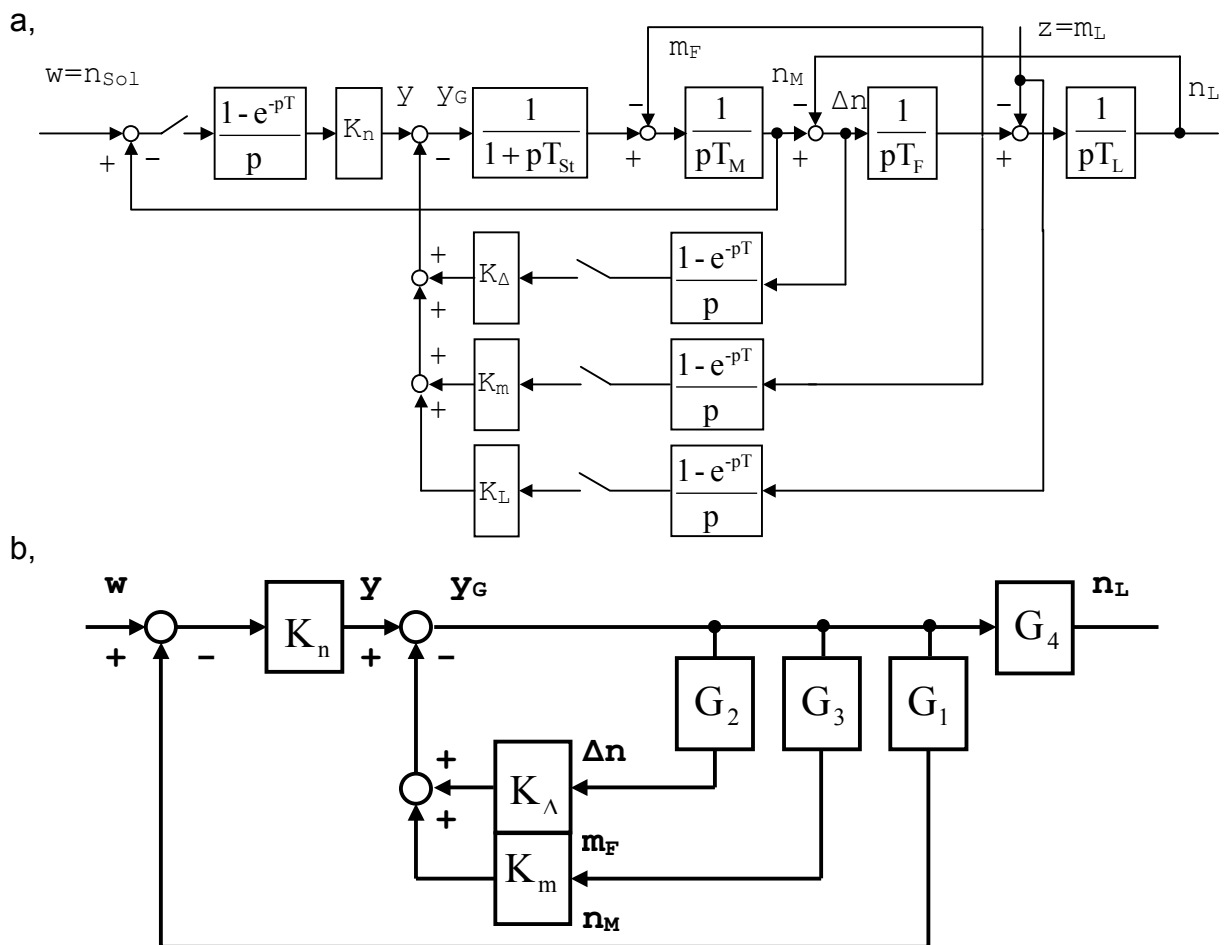 a,
w=n_Sol
1 - e^-pT
p
K_n
y
y_G
1
1 + pT_St
m_F
1
pT_M
n_M
Δn
1
pT_F
z=m_L
1
pT_L
n_L
+
−
−
−
+
−
+
−
+
+
+
K_Δ
1 - e^-pT
p
+
+
K_m
1 - e^-pT
p
K_L
1 - e^-pT
p
b,
w
+
-
K_n
y
+
y_G
-
G_2
G_3
G_1
G_4
n_L
+
+
K_Λ
Δn
K_m
m_F
n_M